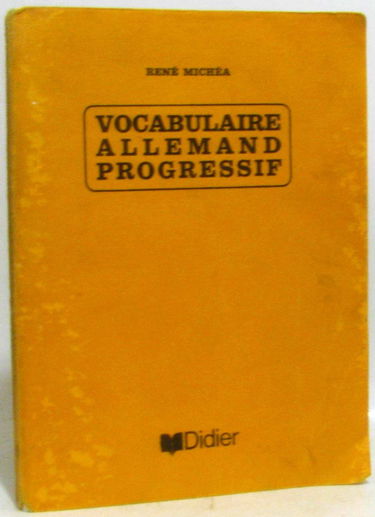 RENÉ MICHÉA
VOCABULAIRE
ALLEMAND
PROGRESSIF
Didier